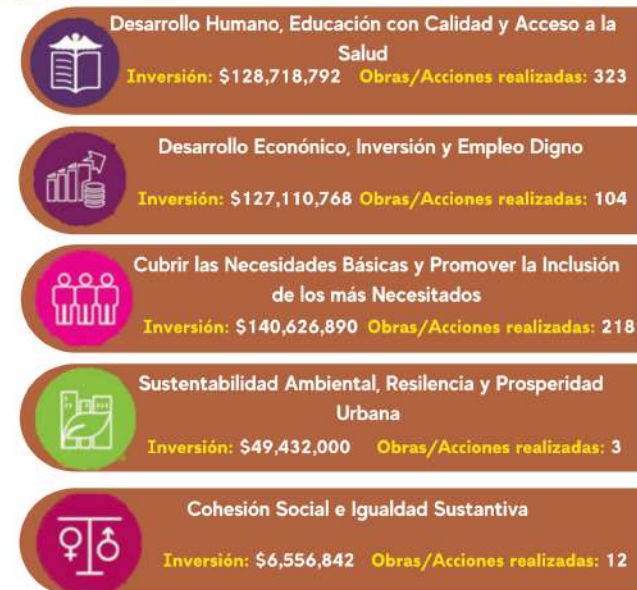 Desarrollo Humano, Educación con Calidad y Acceso a la
Salud
Inversión: $128,718,792 Obras/Acciones realizadas: 323
Desarrollo Económico, Inversión y Empleo Digno
Inversión: $127,110,768 Obras/Acciones realizadas: 104
Cubrir las Necesidades Básicas y Promover la Inclusión
de los más Necesitados
Inversión: $140,626,890 Obras/Acciones realizadas: 218
Sustentabilidad Ambiental, Resilencia y Prosperidad
Urbana
Inversión: $49,432,000 Obras/Acciones realizadas: 3
Cohesión Social e Igualdad Sustantiva
Inversión: $6,556,842 Obras/Acciones realizadas: 12